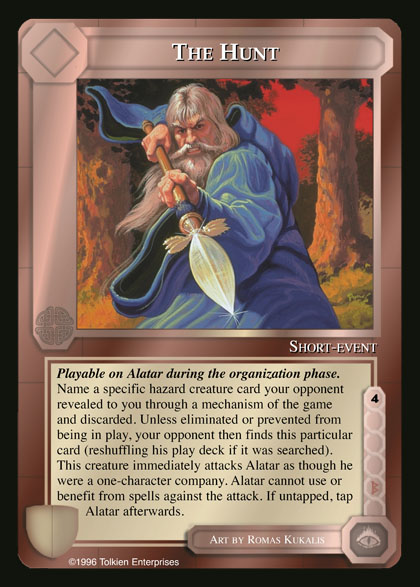 The Hunt
Short-event
Playable on Alatar during the organization phase.
Name a specific hazard creature card your opponent
revealed to you through a mechanism of the game
and discarded. Unless eliminated or prevented from
being in play, your opponent then finds this particular
card (reshuffling his play deck if it was searched).
This creature immediately attacks Alatar as though he
were a one-character company. Alatar cannot use or
benefit from spells against the attack. If untapped, tap
Alatar afterwards.
4
Art by Romas Kukalis
©1996 Tolkien Enterprises